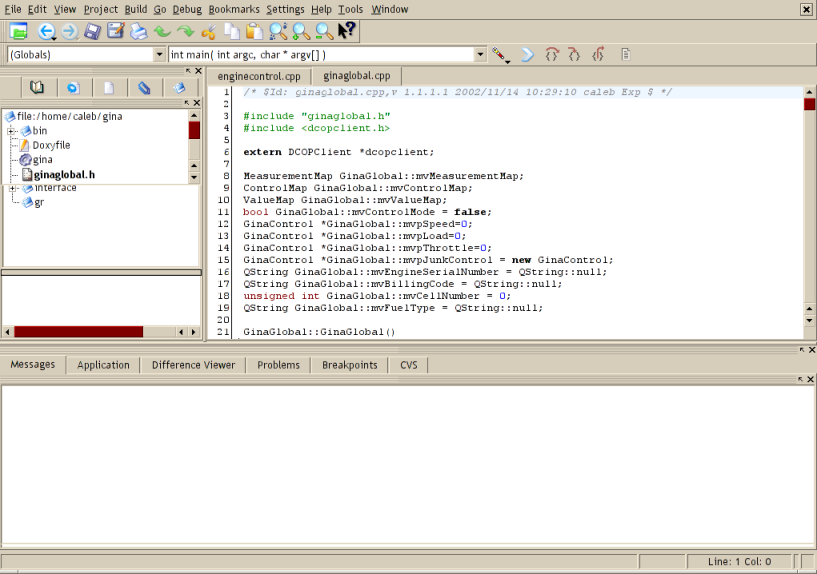 File Edit View Project Build Go Debug Bookmarks Settings Help Tools Window
(Globals) int main( int argc, char * argv[] )
enginecontrol.cpp ginaglobal.cpp
file:/home/caleb/gina
bin
Doxyfile
gina
ginaglobal.h
interface
gr
1 /* $Id: ginaglobal.cpp,v 1.1.1.1 2002/11/14 10:29:10 caleb Exp $ */
2
3 #include "ginaglobal.h"
4 #include <dcopclient.h>
5
6 extern DCOPClient *dcopclient;
7
8 MeasurementMap GinaGlobal::mvMeasurementMap;
9 ControlMap GinaGlobal::mvControlMap;
10 ValueMap GinaGlobal::mvValueMap;
11 bool GinaGlobal::mvControlMode = false;
12 GinaControl *GinaGlobal::mvpSpeed=0;
13 GinaControl *GinaGlobal::mvpLoad=0;
14 GinaControl *GinaGlobal::mvpThrottle=0;
15 GinaControl *GinaGlobal::mvpJunkControl = new GinaControl;
16 QString GinaGlobal::mvEngineSerialNumber = QString::null;
17 QString GinaGlobal::mvBillingCode = QString::null;
18 unsigned int GinaGlobal::mvCellNumber = 0;
19 QString GinaGlobal::mvFuelType = QString::null;
20
21 GinaGlobal::GinaGlobal()
Messages Application Difference Viewer Problems Breakpoints CVS
Line: 1 Col: 0